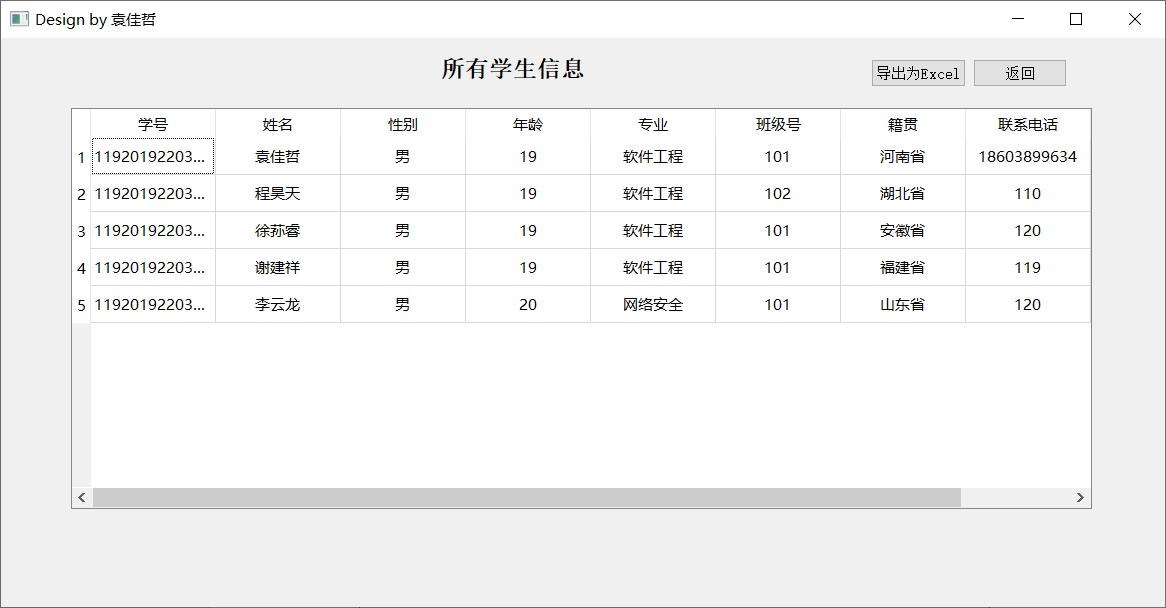 Design by 袁佳哲
所有学生信息
导出为Excel 返回
学号 姓名 性别 年龄 专业 班级号 籍贯 联系电话
1 11920192203... 袁佳哲 男 19 软件工程 101 河南省 18603899634
2 11920192203... 程昊天 男 19 软件工程 102 湖北省 110
3 11920192203... 徐荪睿 男 19 软件工程 101 安徽省 120
4 11920192203... 谢建祥 男 19 软件工程 101 福建省 119
5 11920192203... 李云龙 男 20 网络安全 101 山东省 120